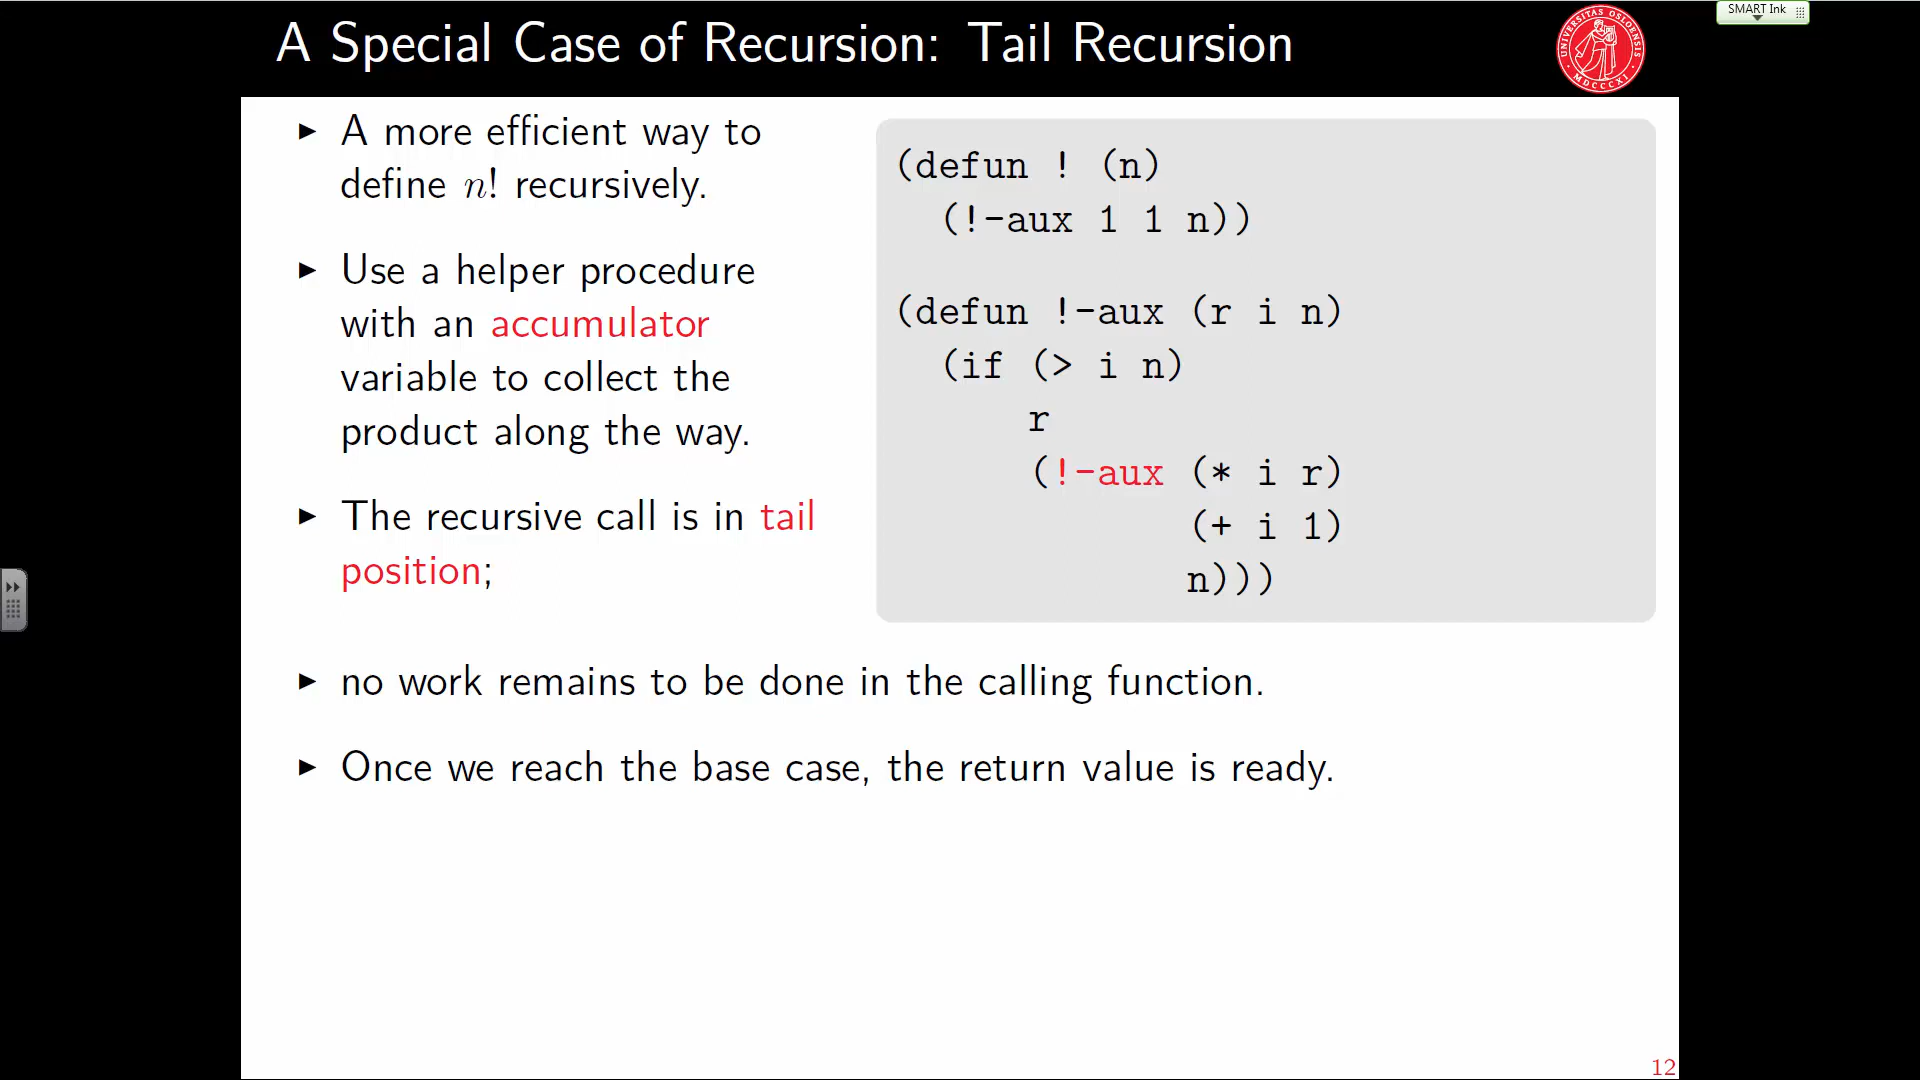 A Special Case of Recursion: Tail Recursion
UNIVERSITAS OSLOENSIS
MDCCCXI
SMART Ink
▶ A more efficient way to
define n! recursively.
▶ Use a helper procedure
with an accumulator
variable to collect the
product along the way.
▶ The recursive call is in tail
position;
(defun ! (n)
  (!-aux 1 1 n))
(defun !-aux (r i n)
  (if (> i n)
      r
      (!-aux (* i r)
             (+ i 1)
             n)))
▶ no work remains to be done in the calling function.
▶ Once we reach the base case, the return value is ready.
12